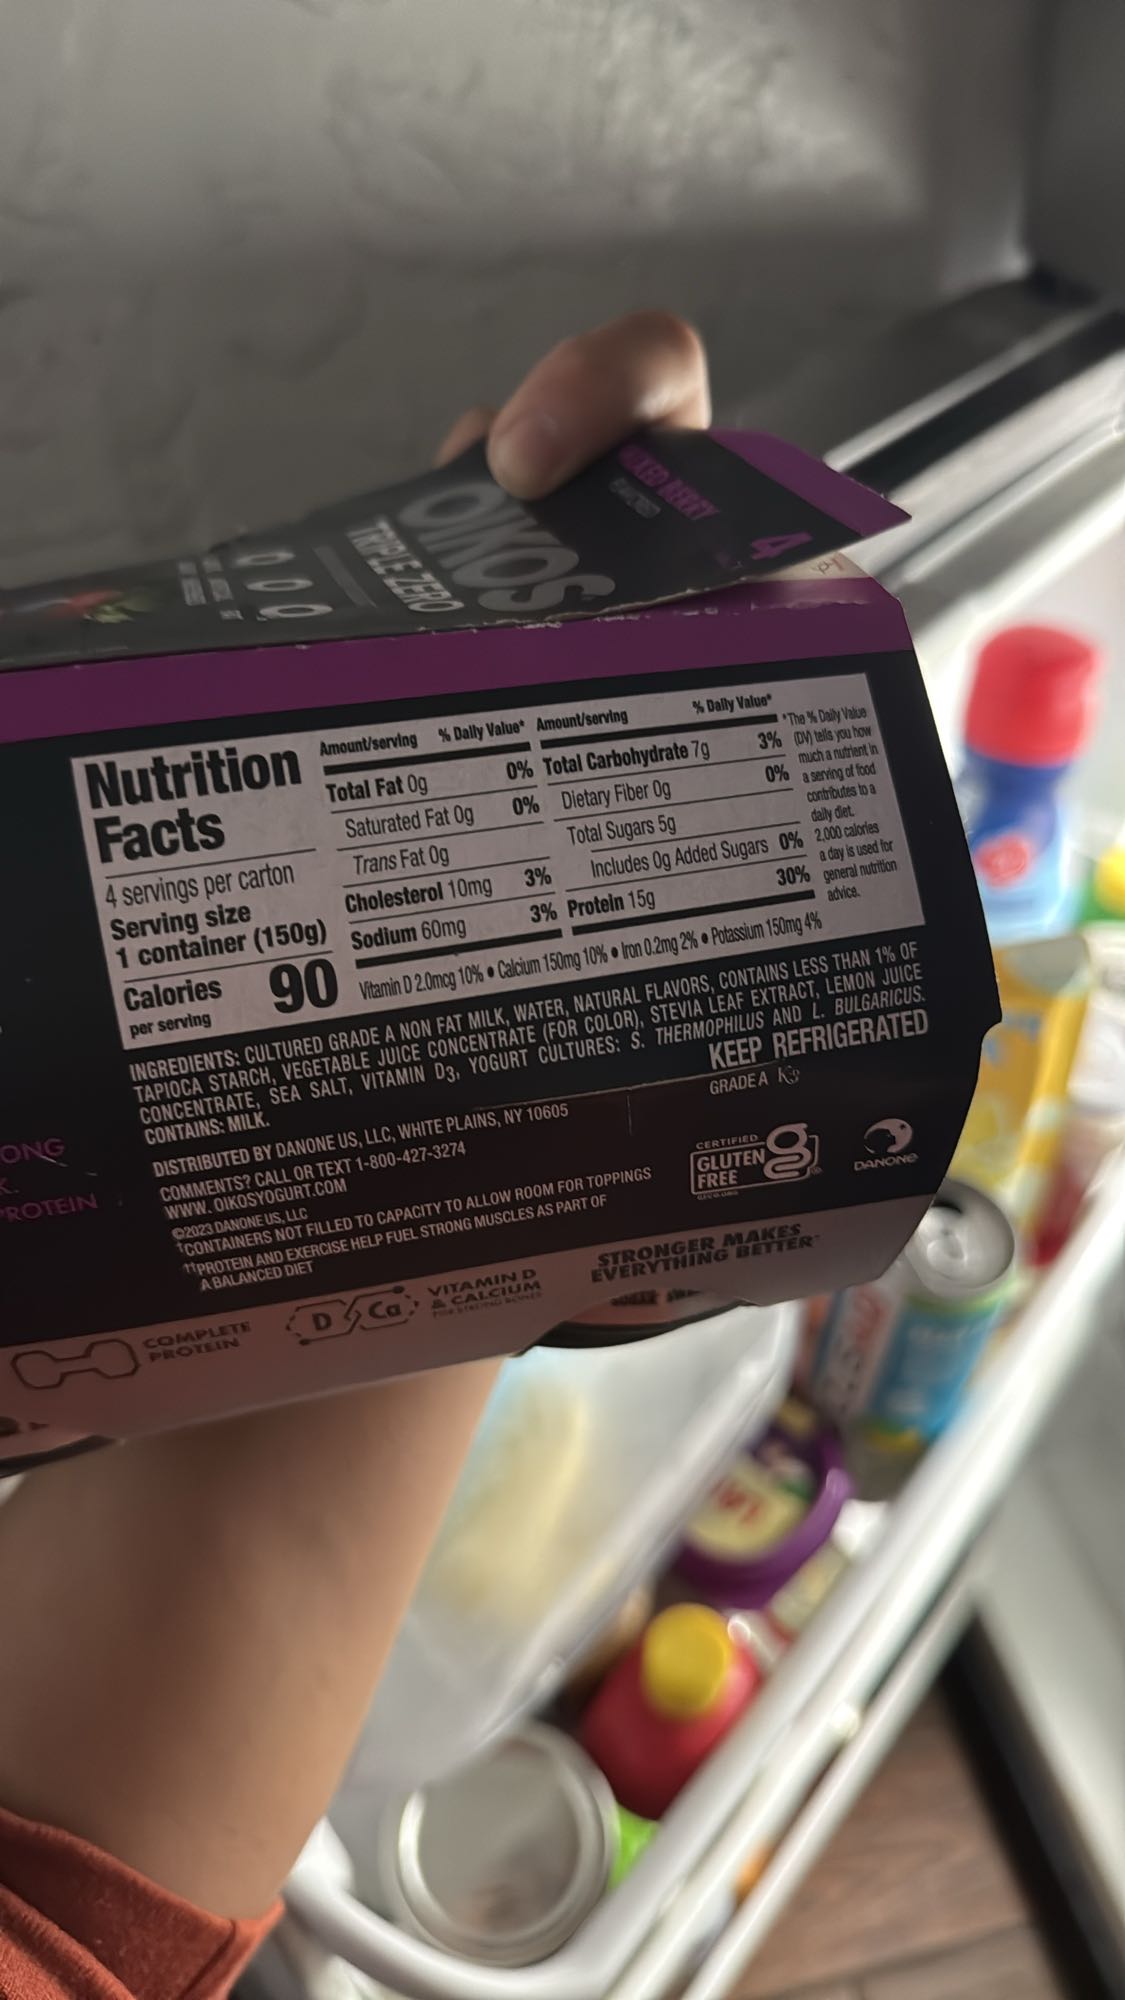 4
MIXED BERRY
OIKOS
TRIPLE ZERO
0 0 0
Nutrition
Facts
4 servings per carton
Serving size
1 container (150g)
Calories 90
per serving
Amount/serving % Daily Value*
Total Fat 0g 0%
Saturated Fat 0g 0%
Trans Fat 0g
Cholesterol 10mg 3%
Sodium 60mg 3%
Amount/serving % Daily Value*
Total Carbohydrate 7g 3%
Dietary Fiber 0g 0%
Total Sugars 5g
Includes 0g Added Sugars 0%
Protein 15g 30%
Vitamin D 2.0mcg 10% • Calcium 150mg 10% • Iron 0.2mg 2% • Potassium 150mg 4%
*The % Daily Value
(DV) tells you how
much a nutrient in
a serving of food
contributes to a
daily diet.
2,000 calories
a day is used for
general nutrition
advice.
INGREDIENTS: CULTURED GRADE A NON FAT MILK, WATER, NATURAL FLAVORS, CONTAINS LESS THAN 1% OF
TAPIOCA STARCH, VEGETABLE JUICE CONCENTRATE (FOR COLOR), STEVIA LEAF EXTRACT, LEMON JUICE
CONCENTRATE, SEA SALT, VITAMIN D3, YOGURT CULTURES: S. THERMOPHILUS AND L. BULGARICUS.
CONTAINS: MILK.
KEEP REFRIGERATED
GRADE A
DISTRIBUTED BY DANONE US, LLC, WHITE PLAINS, NY 10605
COMMENTS? CALL OR TEXT 1-800-427-3274
WWW. OIKOSYOGURT.COM
©2023 DANONE US, LLC
†CONTAINERS NOT FILLED TO CAPACITY TO ALLOW ROOM FOR TOPPINGS
††PROTEIN AND EXERCISE HELP FUEL STRONG MUSCLES AS PART OF
A BALANCED DIET
CERTIFIED
GLUTEN
FREE
DANONE
ONG
K.
PROTEIN
COMPLETE
PROTEIN
D Ca
VITAMIN D
& CALCIUM
FOR STRONG BONES
STRONGER MAKES
EVERYTHING BETTER™